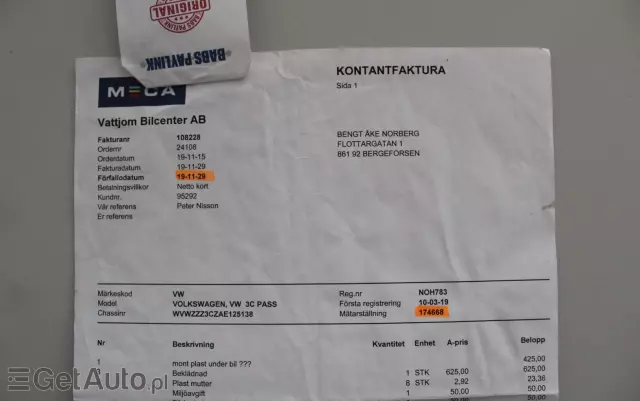 ORIGINAL
BABS PAYLINK
BABS PAYLINK
MECA
KONTANTFAKTURA
Sida 1
Vattjom Bilcenter AB
Fakturanr 108228
Ordernr 24108
Orderdatum 19-11-15
Fakturadatum 19-11-29
Förfallodatum 19-11-29
Betalningsvillkor Netto kort
Kundnr. 95292
Vår referens Peter Nisson
Er referens
BENGT ÅKE NORBERG
FLOTTARGATAN 1
861 92 BERGEFORSEN
Märkeskod VW Reg.nr NOH783
Model VOLKSWAGEN, VW 3C PASS Första registrering 10-03-19
Chassinr WVWZZZ3CZAE125138 Mätarställning 174668
Nr Beskrivning Kvantitet Enhet A-pris Belopp
1 mont plast under bil ??? 425,00
Beklädnad 1 STK 625,00 625,00
Plast mutter 8 STK 2,92 23,36
Miljöavgift 1 50,00 50,00
GetAuto.pl